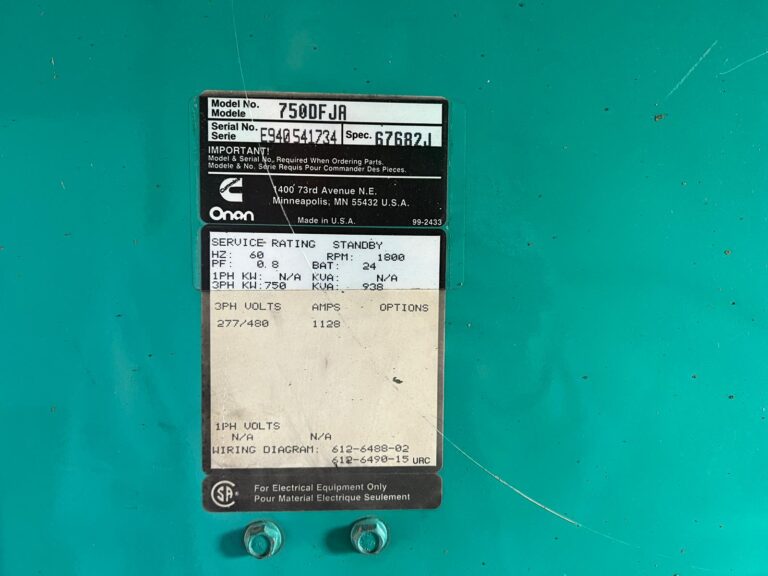 Model No. 750DFJA
Modele
Serial No. E940541734 Spec. 67682J
Serie
IMPORTANT!
Model & Serial No. Required When Ordering Parts.
Modele & No. Serie Requis Pour Commander Des Pieces.
1400 73rd Avenue N.E.
Minneapolis, MN 55432 U.S.A.
Onan Made in U.S.A. 99-2433
SERVICE RATING STANDBY
HZ: 60 RPM: 1800
PF: 0.8 BAT: 24
1PH KW: N/A KVA: N/A
3PH KW:750 KVA: 938
3PH VOLTS AMPS OPTIONS
277/480 1128
1PH VOLTS
N/A N/A
WIRING DIAGRAM: 612-6488-02
612-6490-15 URC
SA For Electrical Equipment Only
Pour Material Electrique Seulement